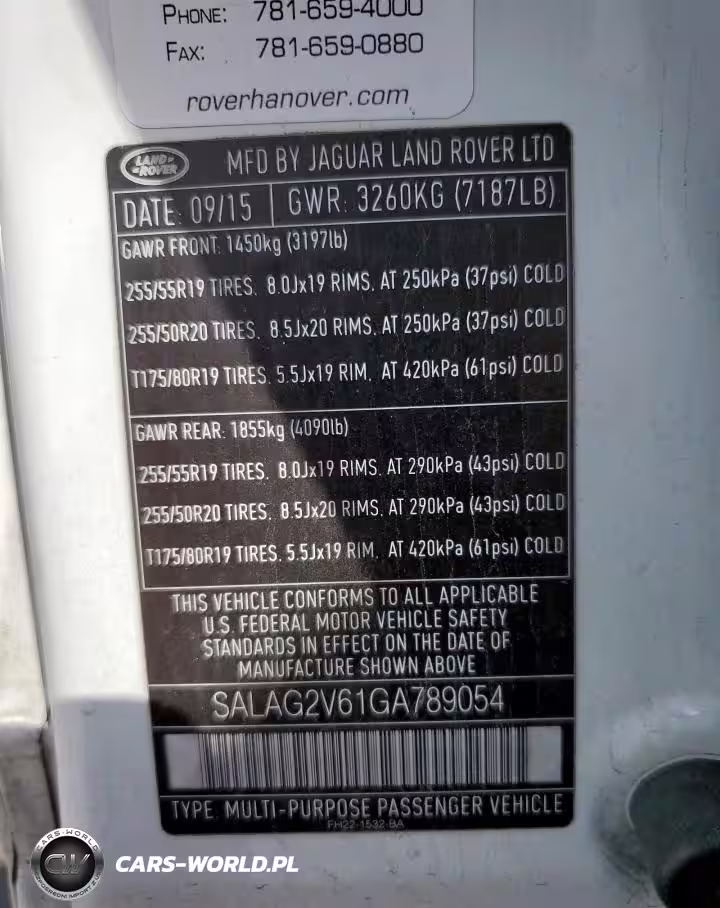 PHONE: 781-659-4000
FAX: 781-659-0880
roverhanover.com
LAND ROVER
MFD BY JAGUAR LAND ROVER LTD
DATE: 09/15 GWR: 3260KG (7187LB)
GAWR FRONT: 1450kg (3197lb)
255/55R19 TIRES, 8.0Jx19 RIMS, AT 250kPa (37psi) COLD
255/50R20 TIRES, 8.5Jx20 RIMS, AT 250kPa (37psi) COLD
T175/80R19 TIRES, 5.5Jx19 RIM, AT 420kPa (61psi) COLD
GAWR REAR: 1855kg (4090lb)
255/55R19 TIRES, 8.0Jx19 RIMS, AT 290kPa (43psi) COLD
255/50R20 TIRES, 8.5Jx20 RIMS, AT 290kPa (43psi) COLD
T175/80R19 TIRES, 5.5Jx19 RIM, AT 420kPa (61psi) COLD
THIS VEHICLE CONFORMS TO ALL APPLICABLE
U.S. FEDERAL MOTOR VEHICLE SAFETY
STANDARDS IN EFFECT ON THE DATE OF
MANUFACTURE SHOWN ABOVE
SALAG2V61GA789054
TYPE: MULTI-PURPOSE PASSENGER VEHICLE
FH22-1532-BA
CARS-WORLD
CW
CARS-WORLD.PL